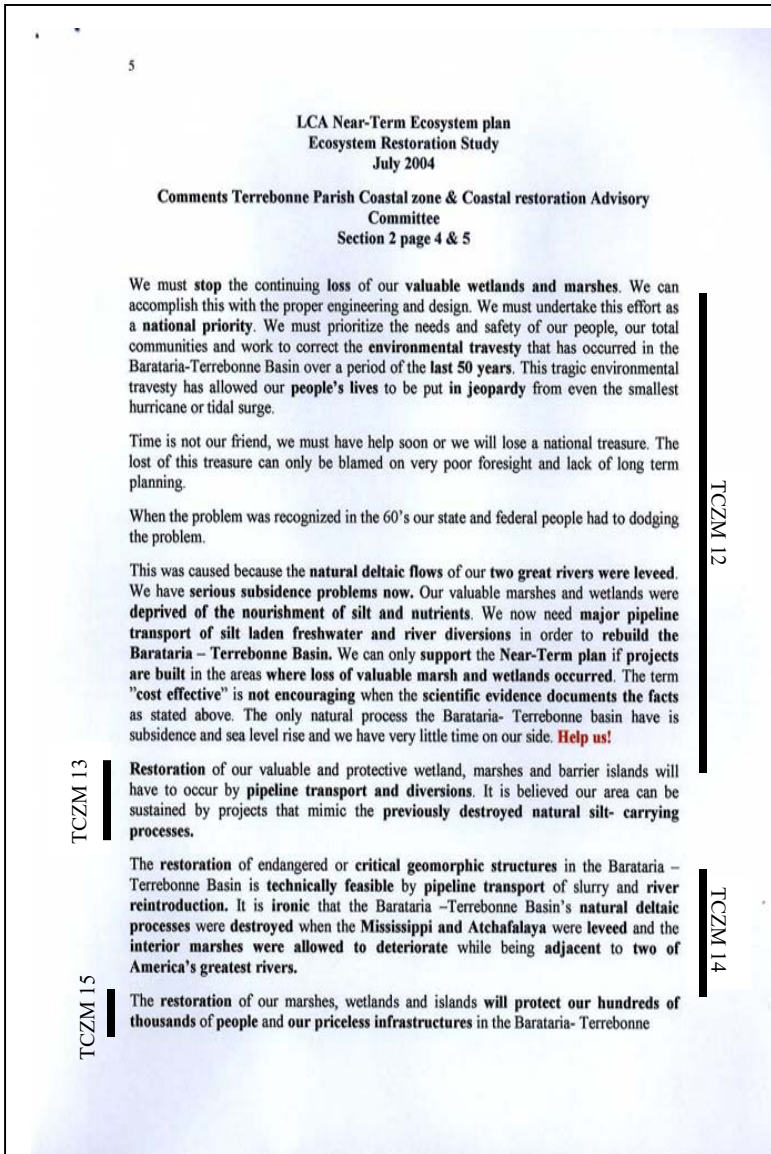 5
LCA Near-Term Ecosystem plan
Ecosystem Restoration Study
July 2004
Comments Terrebonne Parish Coastal zone & Coastal restoration Advisory
Committee
Section 2 page 4 & 5
We must stop the continuing loss of our valuable wetlands and marshes. We can
accomplish this with the proper engineering and design. We must undertake this effort as
a national priority. We must prioritize the needs and safety of our people, our total
communities and work to correct the environmental travesty that has occurred in the
Barataria-Terrebonne Basin over a period of the last 50 years. This tragic environmental
travesty has allowed our people's lives to be put in jeopardy from even the smallest
hurricane or tidal surge.
Time is not our friend, we must have help soon or we will lose a national treasure. The
lost of this treasure can only be blamed on very poor foresight and lack of long term
planning.
When the problem was recognized in the 60's our state and federal people had to dodging
the problem.
TCZM 12
This was caused because the natural deltaic flows of our two great rivers were leveed.
We have serious subsidence problems now. Our valuable marshes and wetlands were
deprived of the nourishment of silt and nutrients. We now need major pipeline
transport of silt laden freshwater and river diversions in order to rebuild the
Barataria – Terrebonne Basin. We can only support the Near-Term plan if projects
are built in the areas where loss of valuable marsh and wetlands occurred. The term
"cost effective" is not encouraging when the scientific evidence documents the facts
as stated above. The only natural process the Barataria- Terrebonne basin have is
subsidence and sea level rise and we have very little time on our side. Help us!
TCZM 13
Restoration of our valuable and protective wetland, marshes and barrier islands will
have to occur by pipeline transport and diversions. It is believed our area can be
sustained by projects that mimic the previously destroyed natural silt- carrying
processes.
The restoration of endangered or critical geomorphic structures in the Barataria –
Terrebonne Basin is technically feasible by pipeline transport of slurry and river
reintroduction. It is ironic that the Barataria –Terrebonne Basin's natural deltaic
processes were destroyed when the Mississippi and Atchafalaya were leveed and the
interior marshes were allowed to deteriorate while being adjacent to two of
America's greatest rivers.
TCZM 14
TCZM 15
The restoration of our marshes, wetlands and islands will protect our hundreds of
thousands of people and our priceless infrastructures in the Barataria- Terrebonne